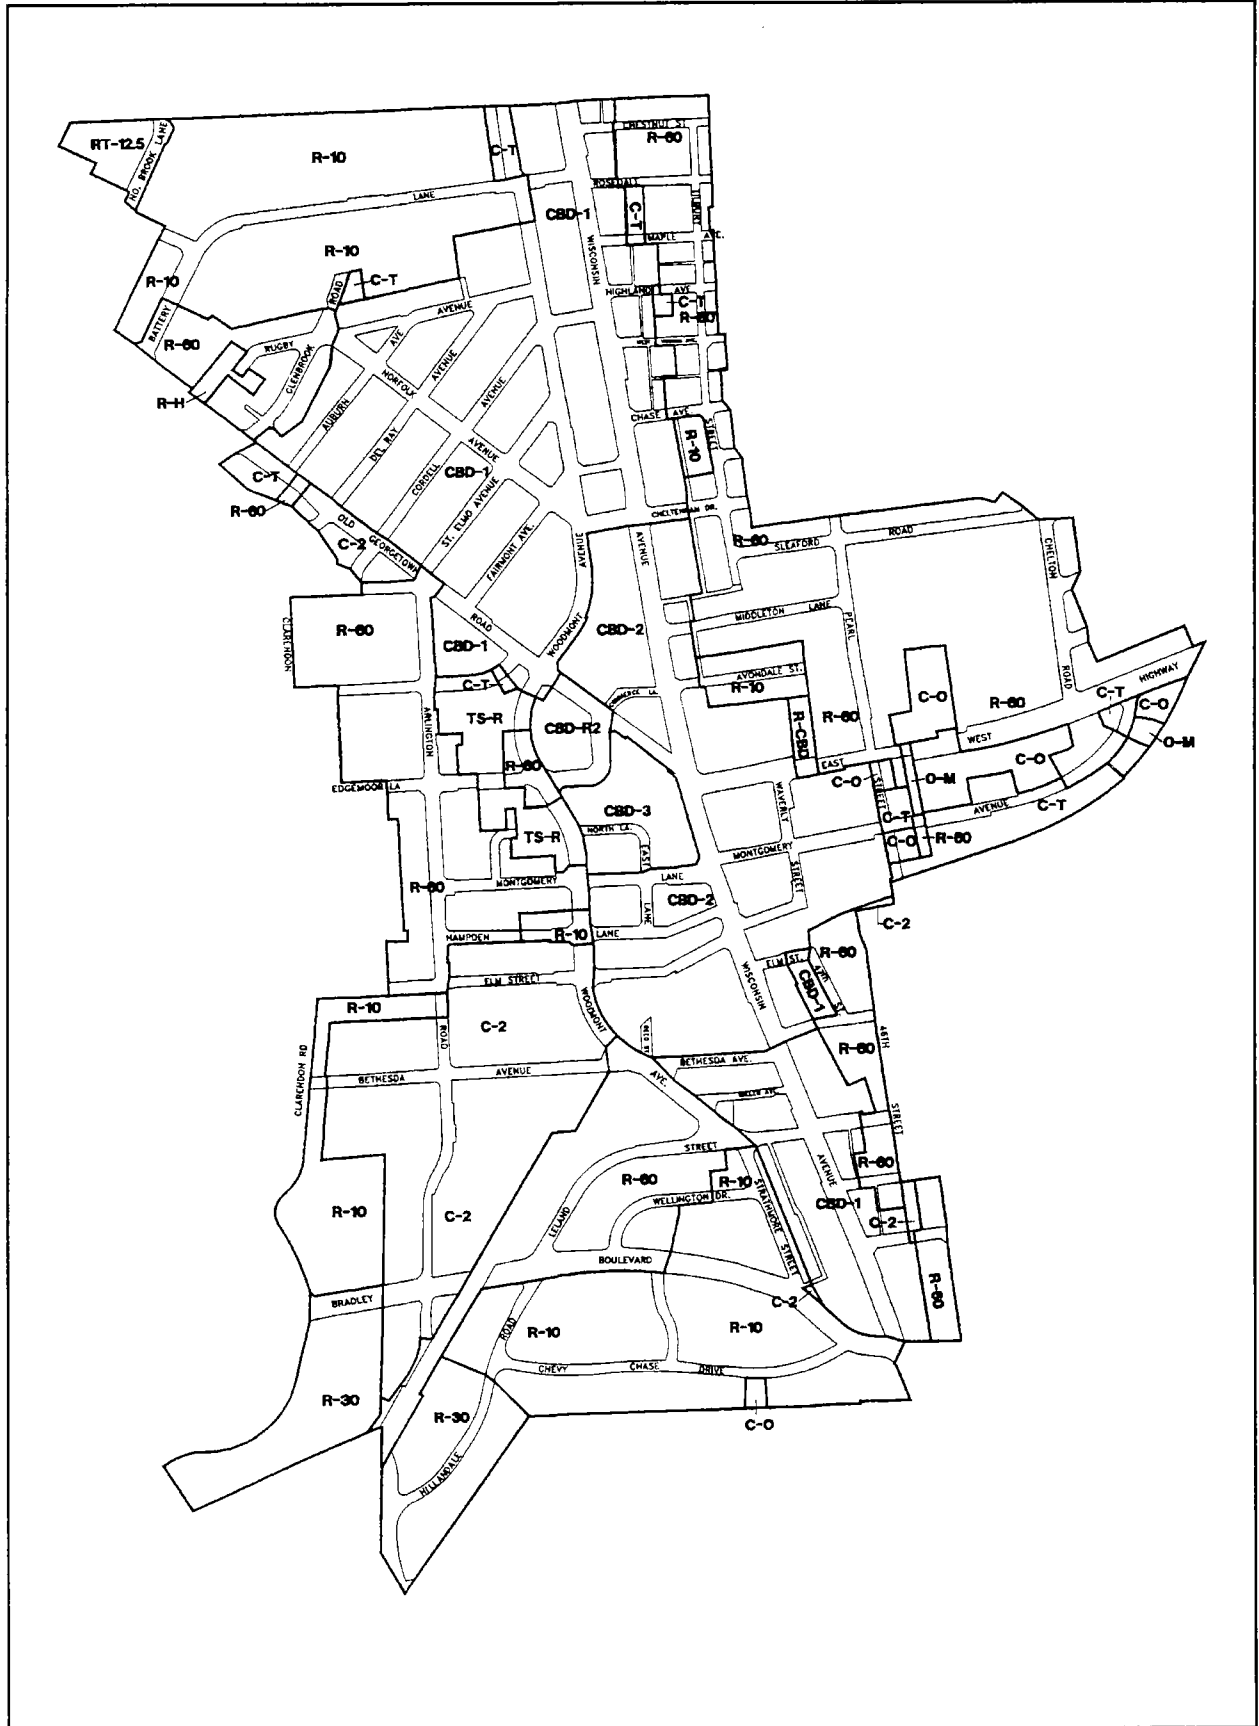 CHESTNUT ST.
RT-12.5
NO. BROOK LANE
R-10
C-T
R-60
ROSEDALE
LANE
CBD-1
C-T
WISCONSIN
MAPLE AVE.
R-10
R-10
ROAD
C-T
HIGHLAND AVE
C-T
R-60
BATTERY
AVENUE
R-60
RUGBY
AVE
GLENBROOK
NORFOLK
AVENUE
AVENUE
R-H
AUBURN
CHASE AVE
STREET
R-10
DEL RAY
AVENUE
CORDELL
CBD-1
C-T
ST. ELMO AVENUE
R-60
OLD GEORGETOWN
CHELTENHAM DR.
C-2
FAIRMONT AVE.
AVENUE
AVENUE
R-60
SLEAFORD
ROAD
CHELTON
MIDDLETON LANE
PEARL
CLARENDON
R-60
ROAD
CBD-1
WOODMONT
CBD-2
AVONDALE ST.
HIGHWAY
ROAD
C-T
COMMERCE LA.
R-10
C-O
C-T
R-60
C-O
TS-R
CBD-R2
R-CBD
R-60
WEST
ARLINGTON
O-M
R-60
EAST
C-O
C-O
O-M
EDGEMOOR LA
STREET
WAVERLY
C-T
CBD-3
AVENUE
C-T
NORTH LA.
TS-R
C-O
R-60
EAST
MONTGOMERY
STREET
R-60
MONTGOMERY
LANE
LANE
CBD-2
C-2
HAMPDEN
R-10
LANE
R-60
ELM ST.
47th
ST.
ELM STREET
WISCONSIN
CBD-1
R-10
WOODMONT
C-2
ROAD
REED ST.
46TH
R-60
CLARENDON RD
BETHESDA
AVENUE
BETHESDA AVE.
AVE.
STREET
STREET
R-60
AVENUE
R-60
R-10
WELLINGTON DR.
STRATHMORE STREET
CBD-1
R-10
C-2
LELAND
C-2
BOULEVARD
R-60
BRADLEY
C-2
ROAD
R-10
R-10
CHEVY
CHASE
DRIVE
R-30
R-30
C-O
HILLANDALE